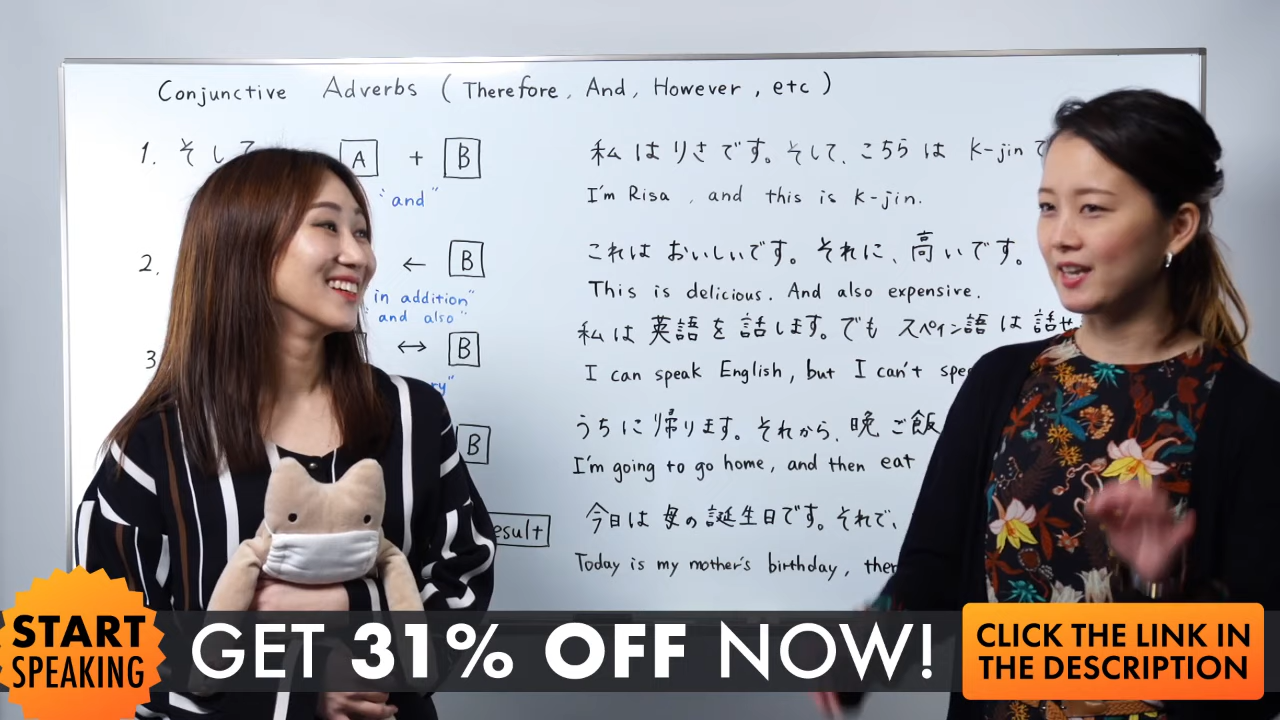 Conjunctive Adverbs ( Therefore, And, However, etc )
1. そして A + B 私はりさです。そして、こちらは K-jin で
"and" I'm Risa, and this is K-jin.
2. ← B これはおいしいです。それに、高いです。
in addition" This is delicious. And also expensive.
"and also"
私は英語を話します。でもスペイン語は話せ
3 ↔ B
I can speak English, but I can't spe
ry"
うちに帰ります。それから、晩ご飯
B
I'm going to go home, and then eat
今日は母の誕生日です。それで、
esult
Today is my mother's birthday, ther
START
SPEAKING
GET 31% OFF NOW!
CLICK THE LINK IN
THE DESCRIPTION